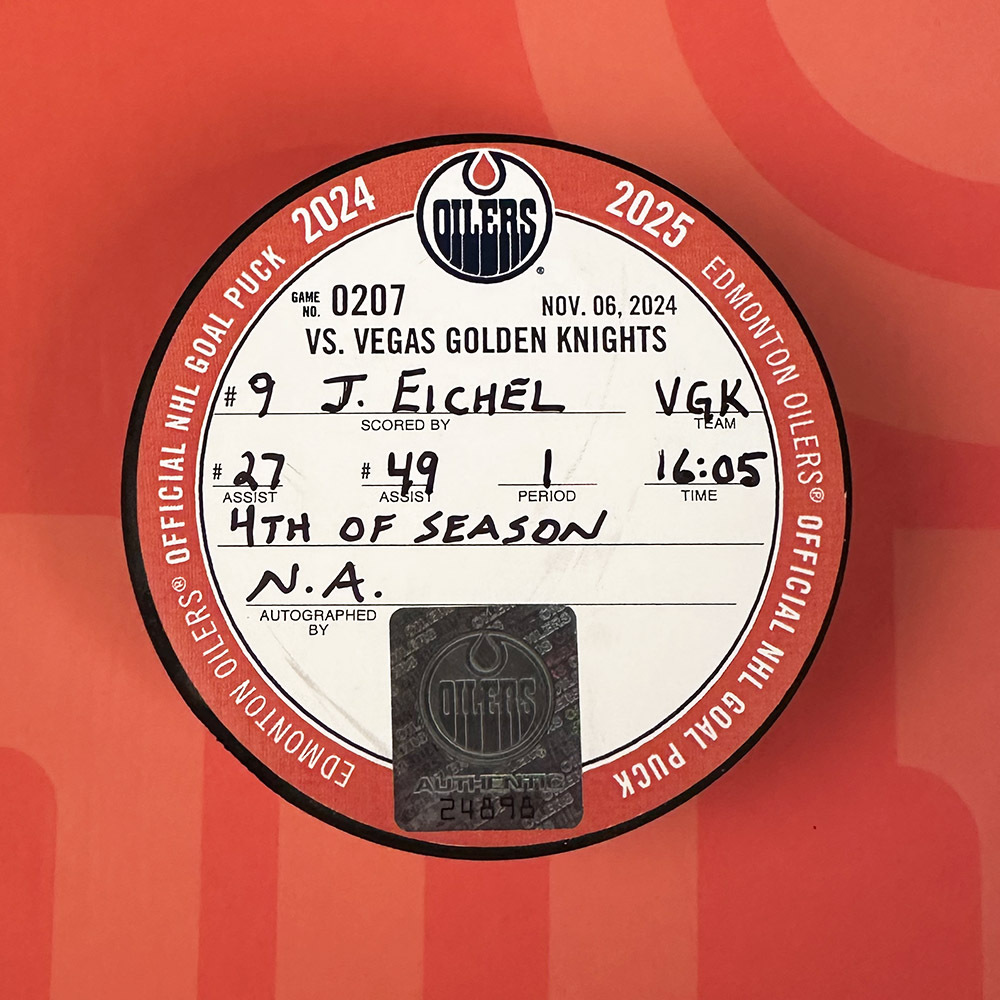 OILERS
OFFICIAL NHL GOAL PUCK 2024
2025 EDMONTON OILERS® OFFICIAL NHL GOAL PUCK
EDMONTON OILERS®
GAME NO. 0207 NOV. 06, 2024
VS. VEGAS GOLDEN KNIGHTS
#9 J. EICHEL VGK
SCORED BY TEAM
#27 #49 1 16:05
ASSIST ASSIST PERIOD TIME
4TH OF SEASON
N.A.
AUTOGRAPHED
BY
OILERS
AUTHENTIC
24898